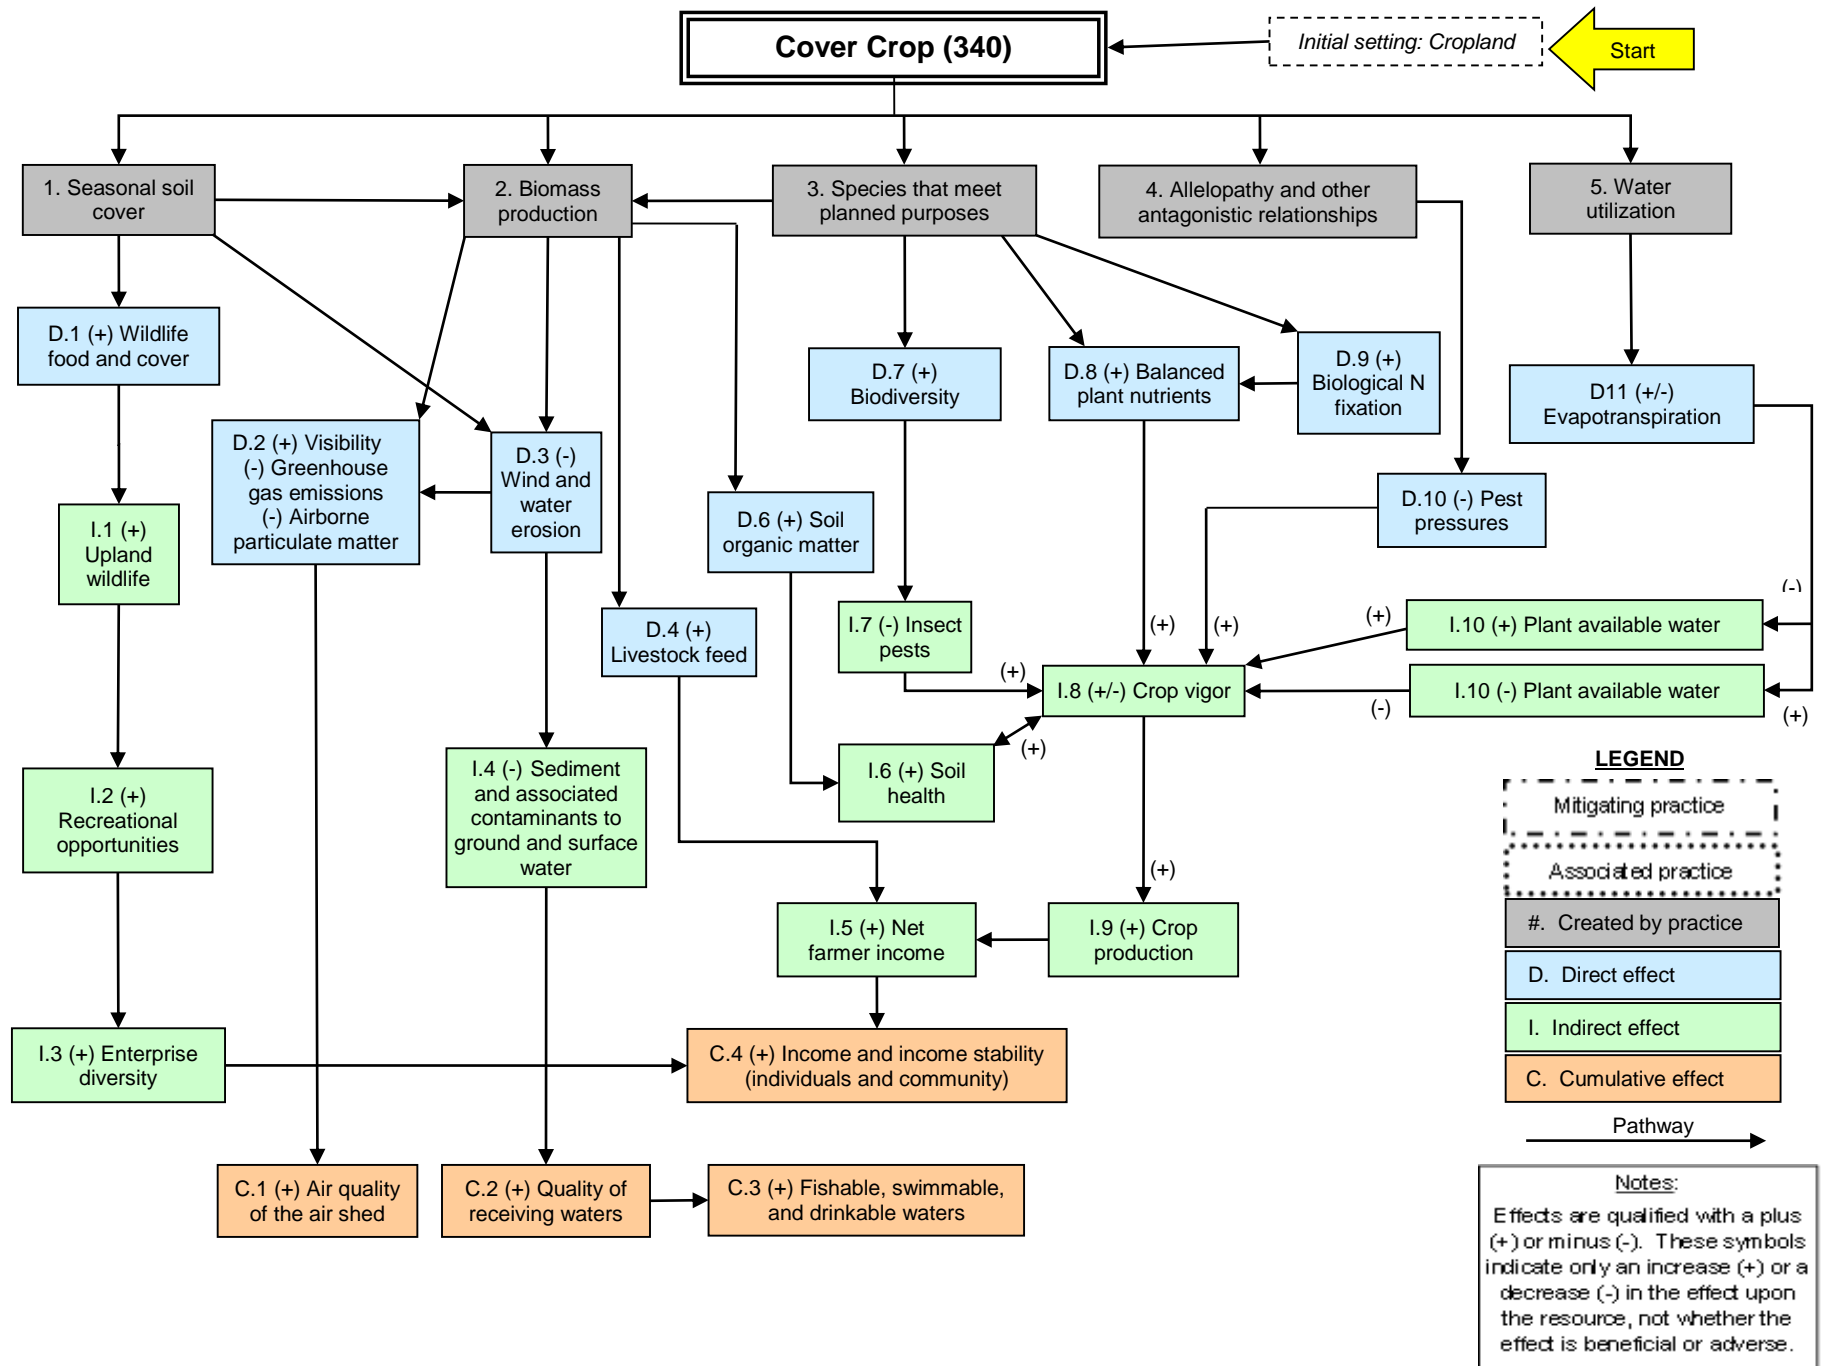 Cover Crop (340)
Initial setting: Cropland
Start
1. Seasonal soil
cover
2. Biomass
production
3. Species that meet
planned purposes
4. Allelopathy and other
antagonistic relationships
5. Water
utilization
D.1 (+) Wildlife
food and cover
D.2 (+) Visibility
(-) Greenhouse
gas emissions
(-) Airborne
particulate matter
D.3 (-)
Wind and
water
erosion
D.6 (+) Soil
organic matter
D.7 (+)
Biodiversity
D.8 (+) Balanced
plant nutrients
D.9 (+)
Biological N
fixation
D11 (+/-)
Evapotranspiration
D.10 (-) Pest
pressures
I.1 (+)
Upland
wildlife
D.4 (+)
Livestock feed
I.7 (-) Insect
pests
(+)
(+)
(+)
(-)
I.10 (+) Plant available water
(+)
I.8 (+/-) Crop vigor
(-)
I.10 (-) Plant available water
(+)
(+)
I.2 (+)
Recreational
opportunities
I.4 (-) Sediment
and associated
contaminants to
ground and surface
water
I.6 (+) Soil
health
(+)
I.5 (+) Net
farmer income
I.9 (+) Crop
production
I.3 (+) Enterprise
diversity
C.4 (+) Income and income stability
(individuals and community)
C.1 (+) Air quality
of the air shed
C.2 (+) Quality of
receiving waters
C.3 (+) Fishable, swimmable,
and drinkable waters
LEGEND
Mitigating practice
Associated practice
#. Created by practice
D. Direct effect
I. Indirect effect
C. Cumulative effect
Pathway
Notes:
Effects are qualified with a plus
(+) or minus (-). These symbols
indicate only an increase (+) or a
decrease (-) in the effect upon
the resource, not whether the
effect is beneficial or adverse.